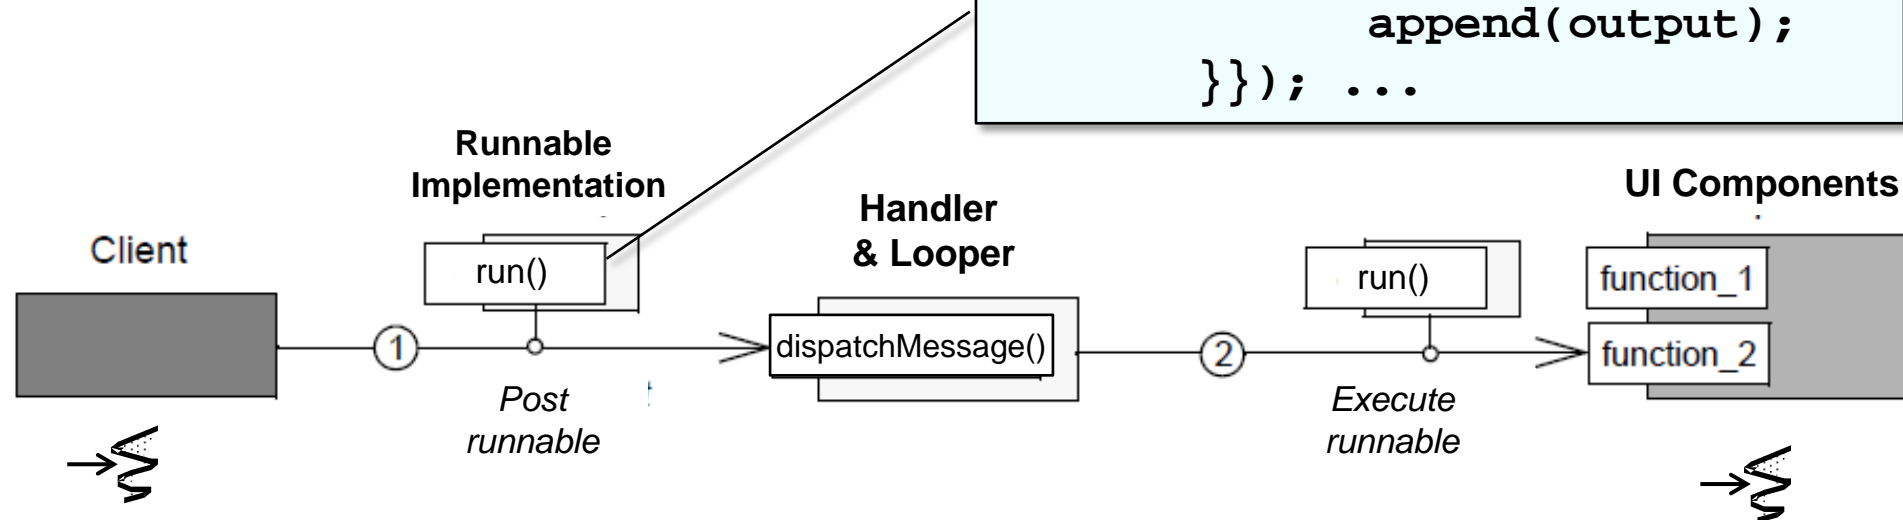 append(output);
}}); ...
Runnable
Implementation
UI Components
Handler
& Looper
Client
run()
run()
function_1
1
dispatchMessage()
2
function_2
Post
runnable
Execute
runnable